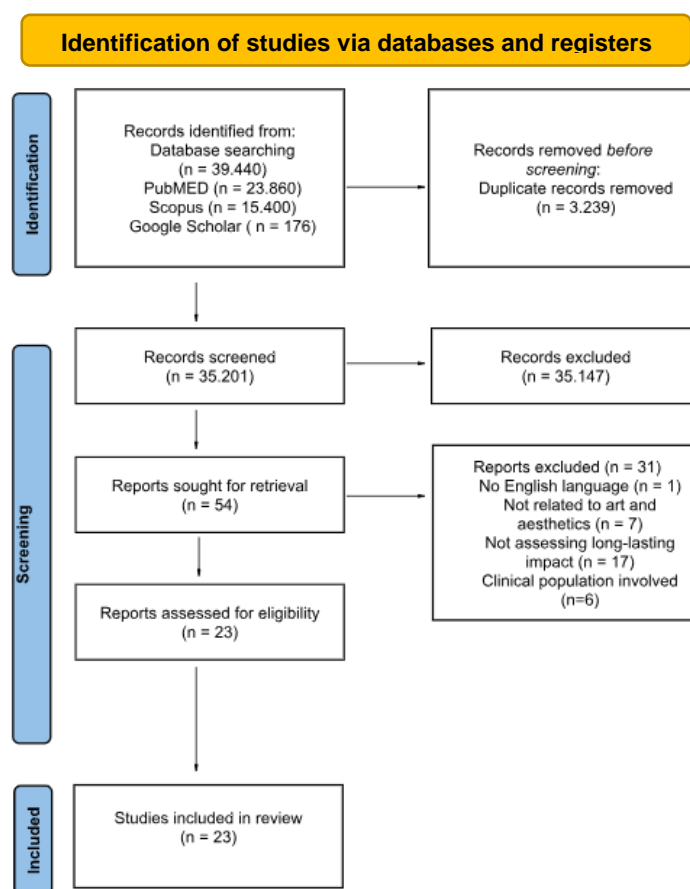 Identification of studies via databases and registers
Identification
Records identified from:
Database searching
(n = 39.440)
PubMED (n = 23.860)
Scopus (n = 15.400)
Google Scholar ( n = 176)
Records removed before
screening:
Duplicate records removed
(n = 3.239)
Screening
Records screened
(n = 35.201)
Records excluded
(n = 35.147)
Reports sought for retrieval
(n = 54)
Reports excluded (n = 31)
No English language (n = 1)
Not related to art and
aesthetics (n = 7)
Not assessing long-lasting
impact (n = 17)
Clinical population involved
(n=6)
Reports assessed for eligibility
(n = 23)
Included
Studies included in review
(n = 23)